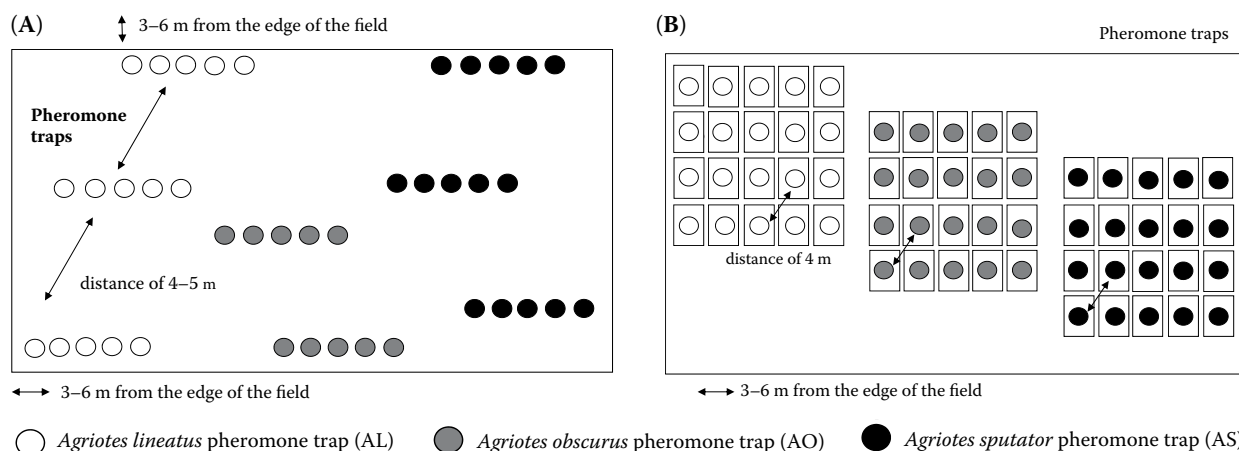 (A)
3–6 m from the edge of the field
Pheromone
traps
distance of 4–5 m
3–6 m from the edge of the field
(B)
Pheromone traps
distance of 4 m
3–6 m from the edge of the field
Agriotes lineatus pheromone trap (AL)
Agriotes obscurus pheromone trap (AO)
Agriotes sputator pheromone trap (AS)